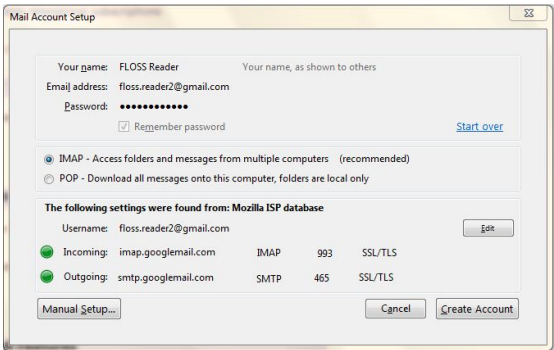 Mail Account Setup
Your name: FLOSS Reader Your name, as shown to others
Email address: floss.reader2@gmail.com
Password: ••••••••••••
Remember password Start over
IMAP - Access folders and messages from multiple computers (recommended)
POP - Download all messages onto this computer, folders are local only
The following settings were found from: Mozilla ISP database
Username: floss.reader2@gmail.com Edit
Incoming: imap.googlemail.com IMAP 993 SSL/TLS
Outgoing: smtp.googlemail.com SMTP 465 SSL/TLS
Manual Setup... Cancel Create Account